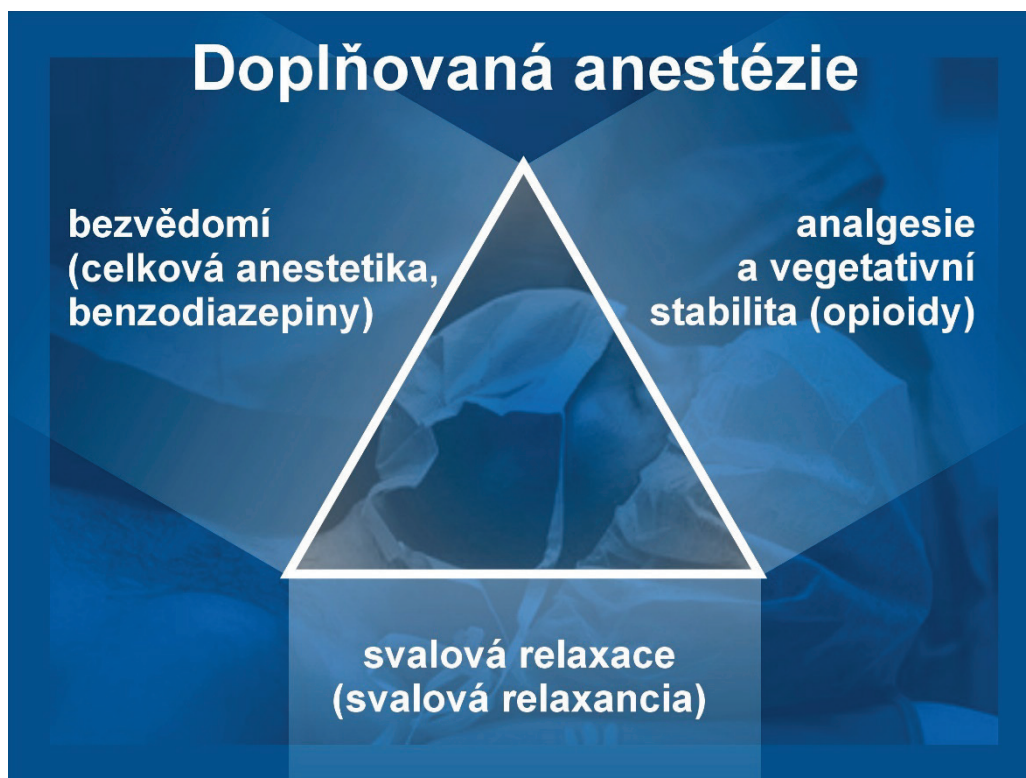 Doplňovaná anestézie
bezvědomí
(celková anestetika,
benzodiazepiny)
analgesie
a vegetativní
stabilita (opioidy)
svalová relaxace
(svalová relaxancia)